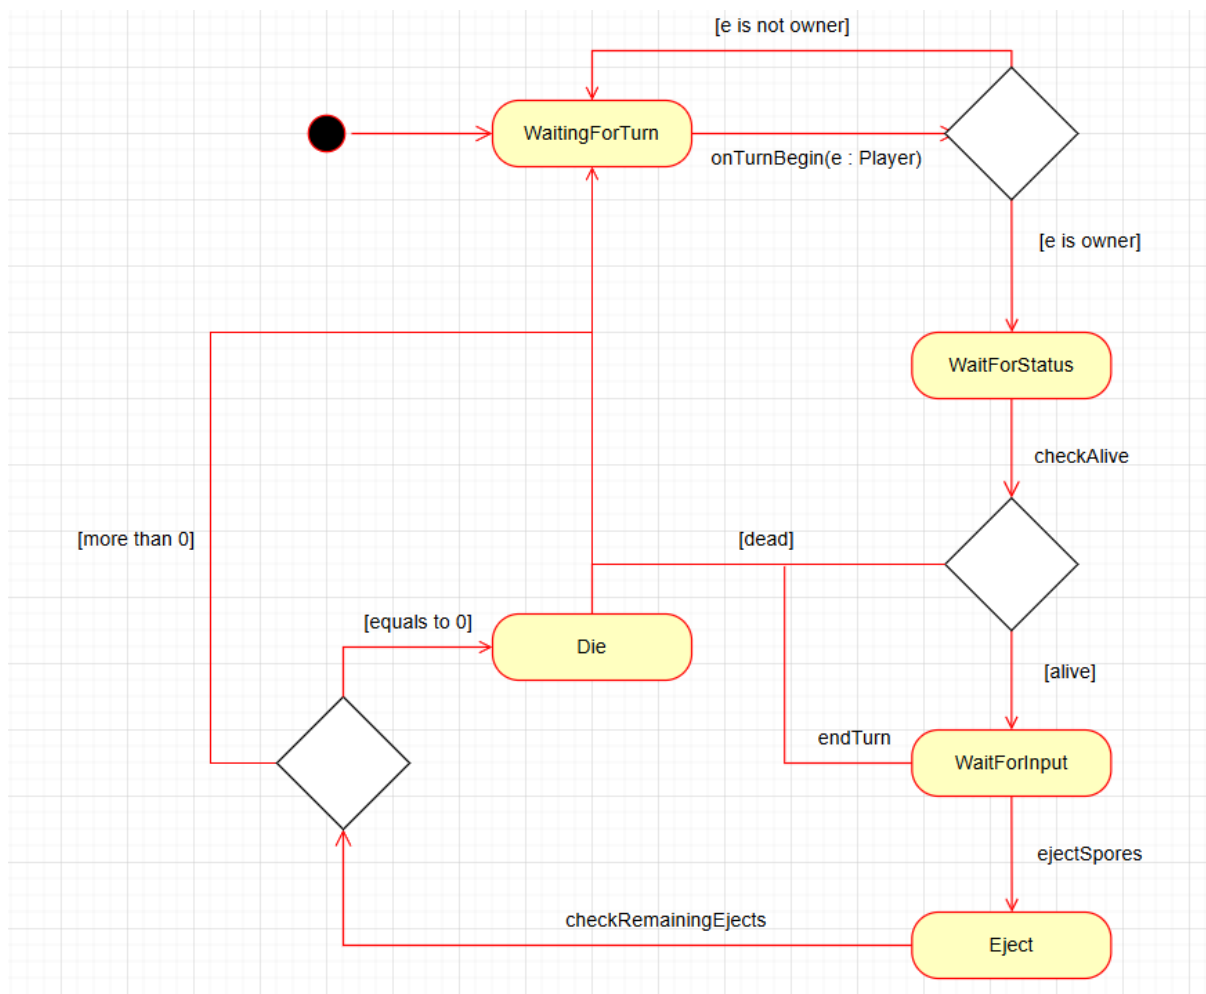 [e is not owner]
WaitingForTurn
onTurnBegin(e : Player)
[e is owner]
WaitForStatus
checkAlive
[more than 0]
[dead]
[equals to 0]
Die
[alive]
endTurn
WaitForInput
ejectSpores
checkRemainingEjects
Eject